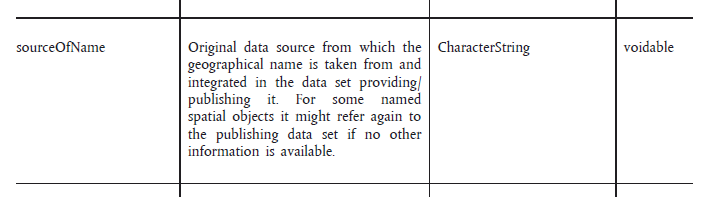 sourceOfName
Original data source from which the
geographical name is taken from and
integrated in the data set providing/
publishing it. For some named
spatial objects it might refer again to
the publishing data set if no other
information is available.
CharacterString
voidable